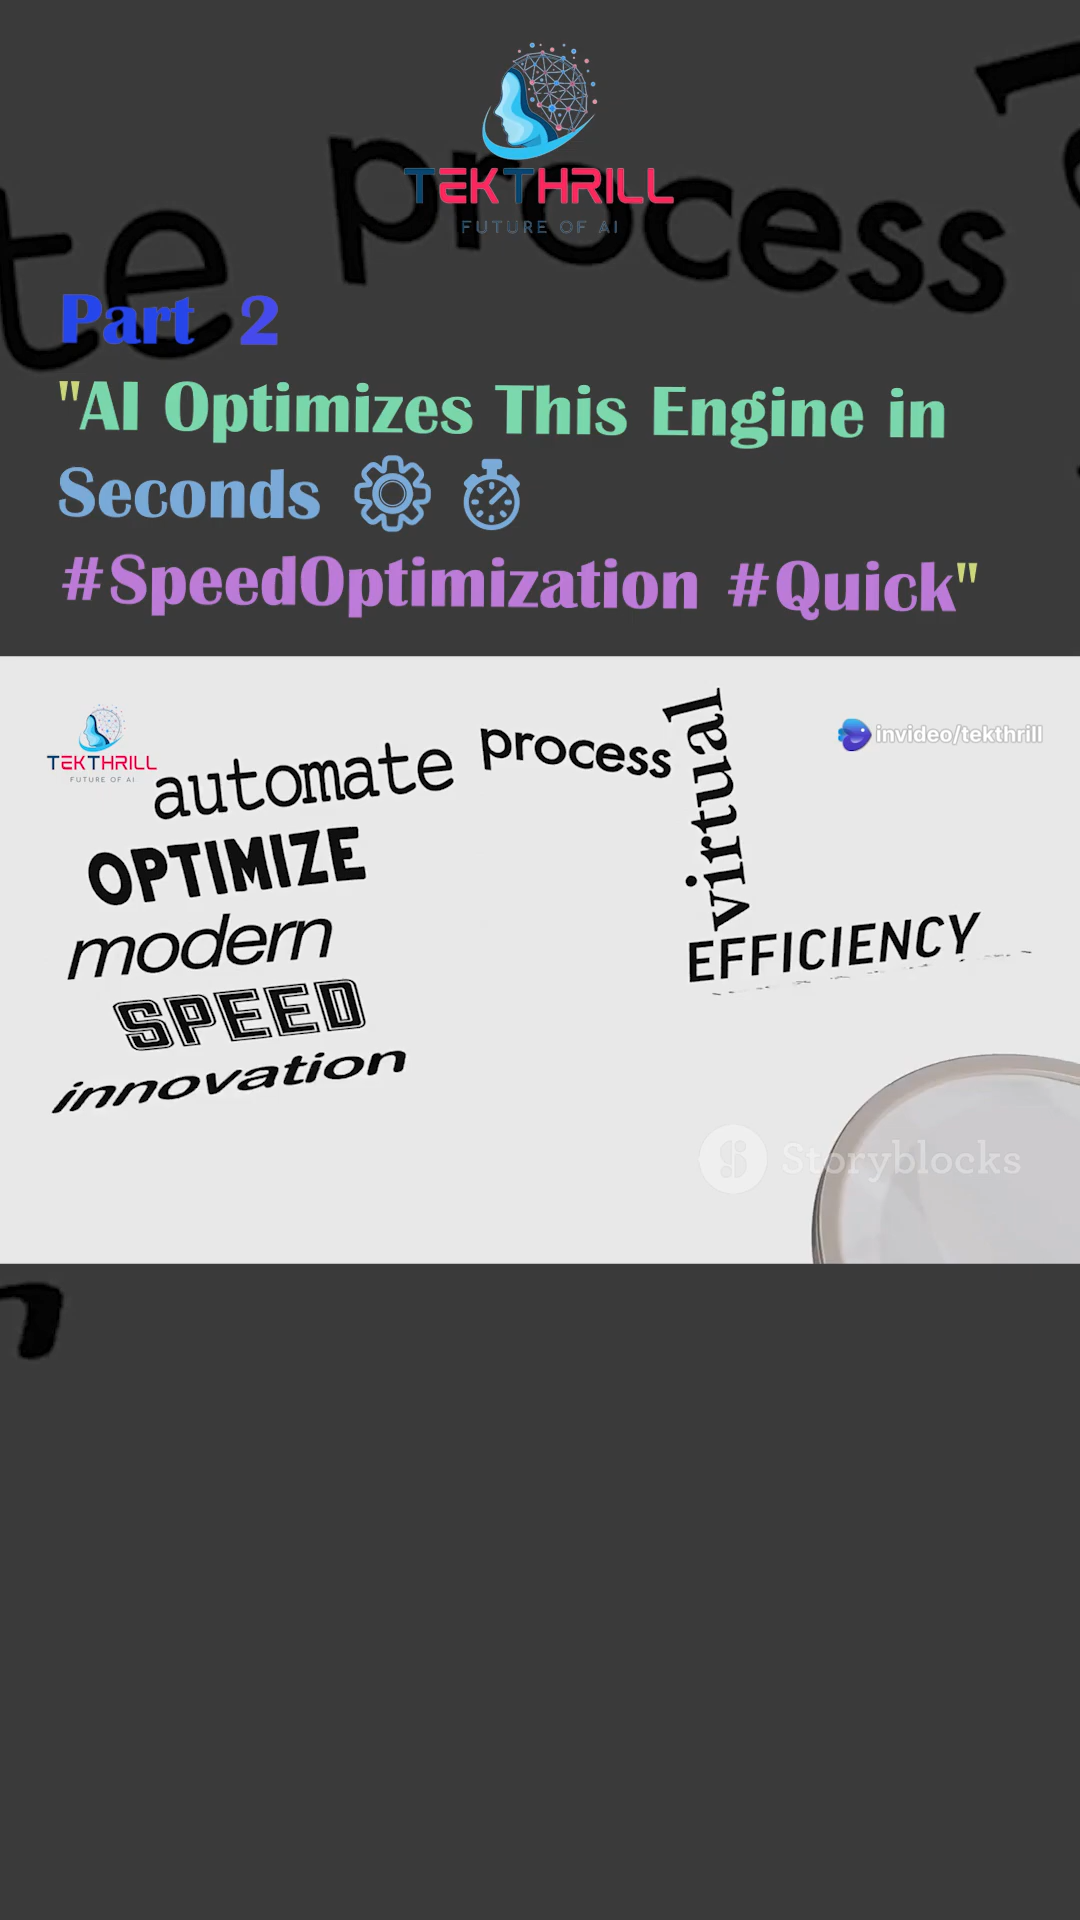 TEKTHRILL
FUTURE OF AI
te process
Part 2
"AI Optimizes This Engine in
Seconds
#SpeedOptimization #Quick"
TEKTHRILL
FUTURE OF AI
invideo/tekthrill
automate process
virtual
OPTIMIZE
modern
EFFICIENCY
SPEED
innovation
Storyblocks